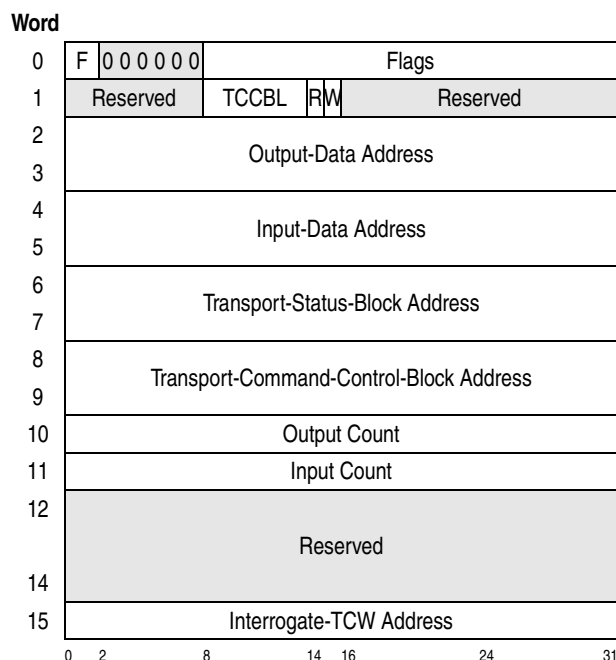 Word
0 F 0 0 0 0 0 0 Flags
1 Reserved TCCBL R W Reserved
2
Output-Data Address
3
4
Input-Data Address
5
6
Transport-Status-Block Address
7
8
Transport-Command-Control-Block Address
9
10 Output Count
11 Input Count
12
Reserved
14
15 Interrogate-TCW Address
0 2 8 14 16 24 31